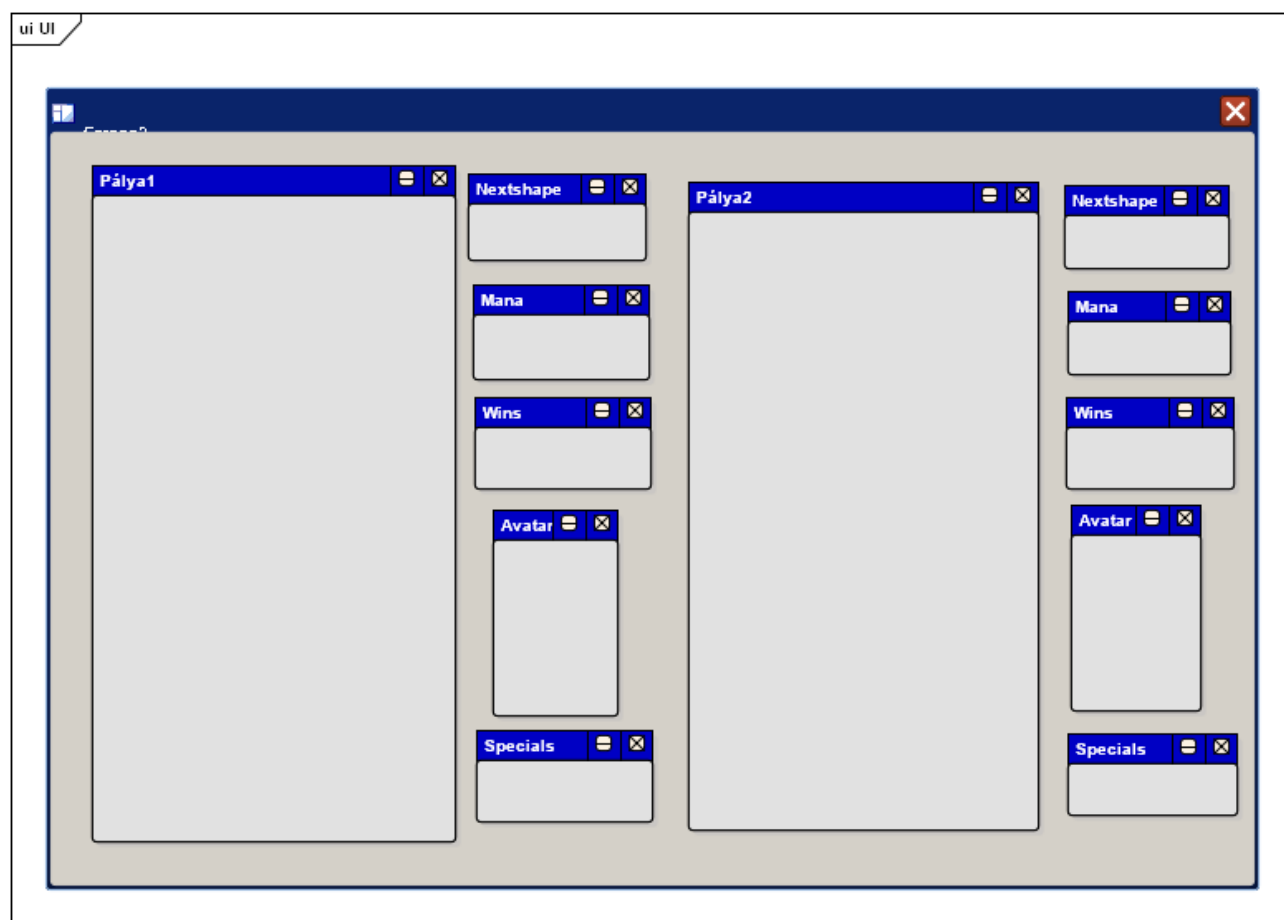 ui UI
Pálya1
Nextshape
Mana
Wins
Avatar
Specials
Pálya2
Nextshape
Mana
Wins
Avatar
Specials